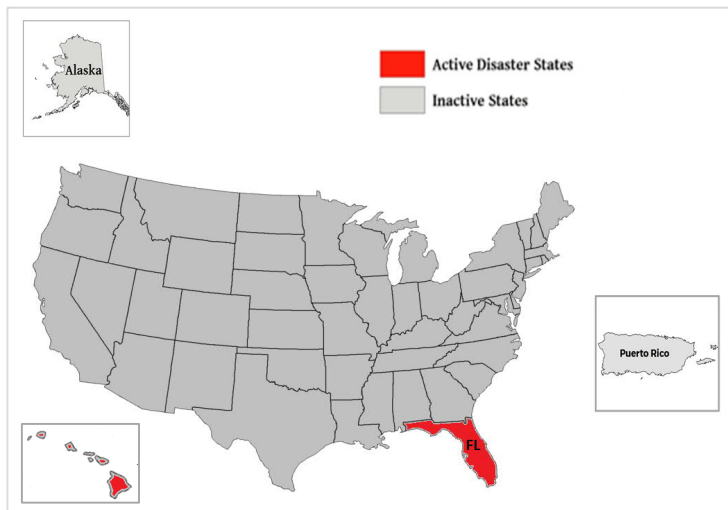 Alaska
Active Disaster States
Inactive States
Puerto Rico
FL